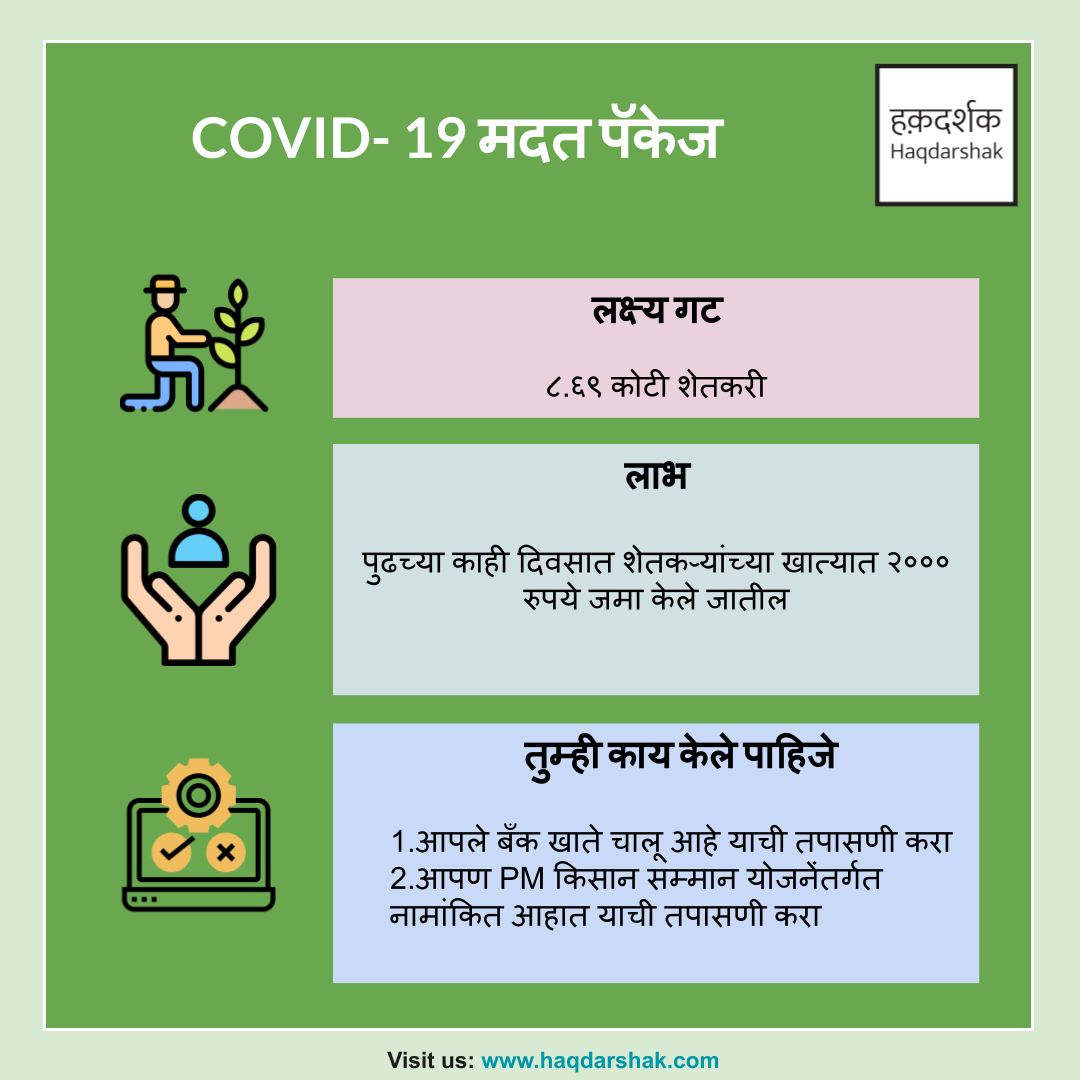 COVID- 19 मदत पॅकेज
हक़दर्शक
Haqdarshak
लक्ष्य गट
८.६९ कोटी शेतकरी
लाभ
पुढच्या काही दिवसात शेतकऱ्यांच्या खात्यात २०००
रुपये जमा केले जातील
तुम्ही काय केले पाहिजे
1.आपले बँक खाते चालू आहे याची तपासणी करा
2.आपण PM किसान सम्मान योजनेंतर्गत
नामांकित आहात याची तपासणी करा
Visit us: www.haqdarshak.com